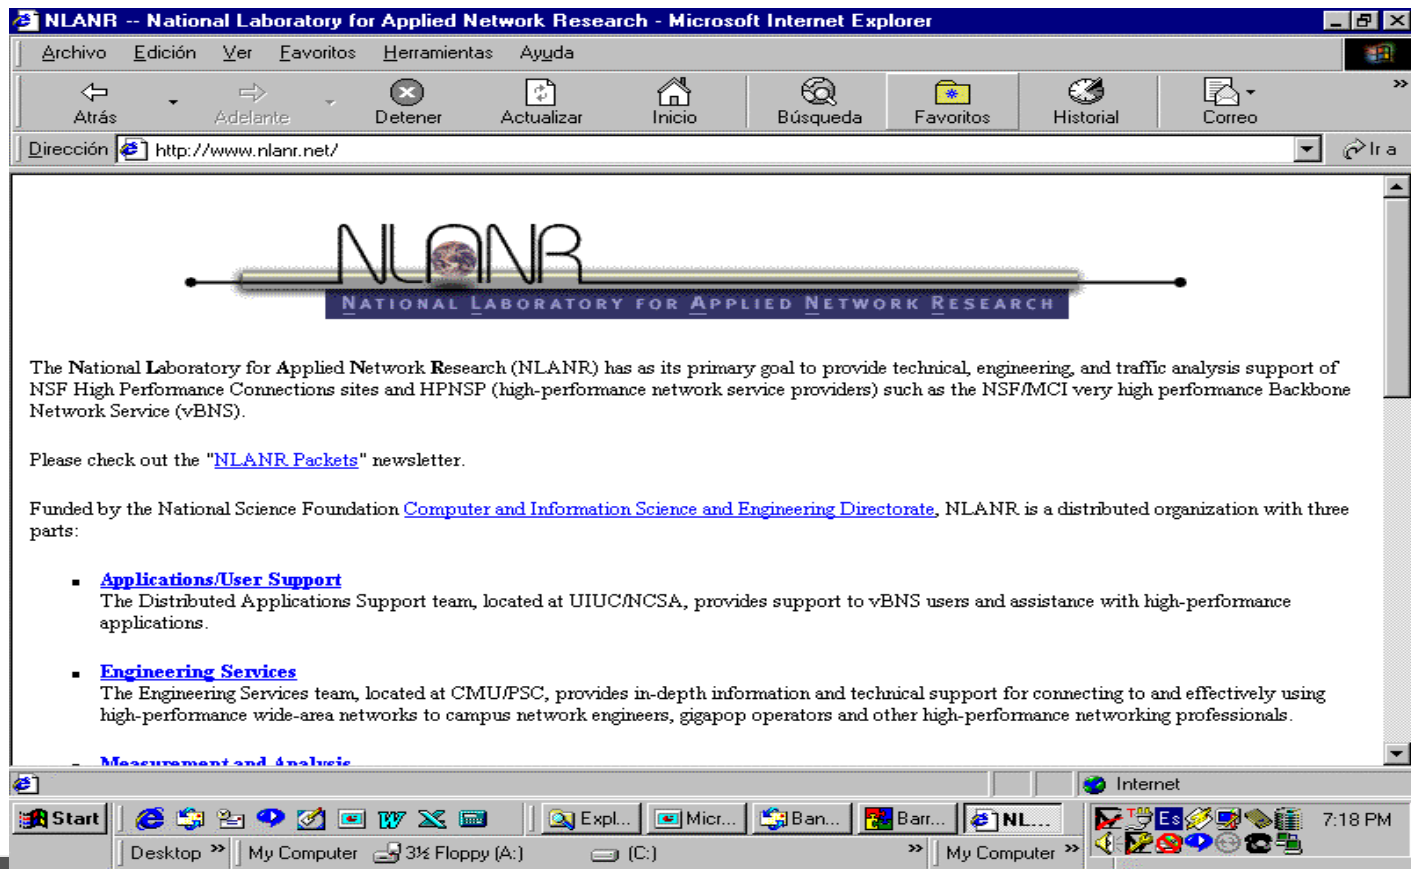 NLANR -- National Laboratory for Applied Network Research - Microsoft Internet Explorer
Archivo Edición Ver Favoritos Herramientas Ayuda
Atrás Adelante Detener Actualizar Inicio Búsqueda Favoritos Historial Correo »
Dirección http://www.nlanr.net/ Ir a
NLANR
NATIONAL LABORATORY FOR APPLIED NETWORK RESEARCH
The National Laboratory for Applied Network Research (NLANR) has as its primary goal to provide technical, engineering, and traffic analysis support of
NSF High Performance Connections sites and HPNSP (high-performance network service providers) such as the NSF/MCI very high performance Backbone
Network Service (vBNS).
Please check out the "NLANR Packets" newsletter.
Funded by the National Science Foundation Computer and Information Science and Engineering Directorate, NLANR is a distributed organization with three
parts:
Applications/User Support
The Distributed Applications Support team, located at UIUC/NCSA, provides support to vBNS users and assistance with high-performance
applications.
Engineering Services
The Engineering Services team, located at CMU/PSC, provides in-depth information and technical support for connecting to and effectively using
high-performance wide-area networks to campus network engineers, gigapop operators and other high-performance networking professionals.
Measurement and Analysis
Internet
Start Expl... Micr... Ban... Barr... NL... Es 7:18 PM
Desktop » My Computer 3½ Floppy (A:) (C:) » My Computer »